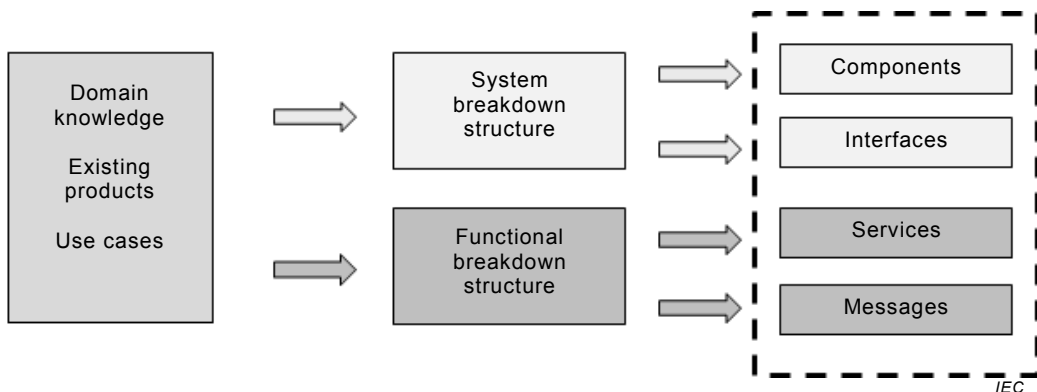 Domain
knowledge
Existing
products
Use cases
System
breakdown
structure
Functional
breakdown
structure
Components
Interfaces
Services
Messages
IEC